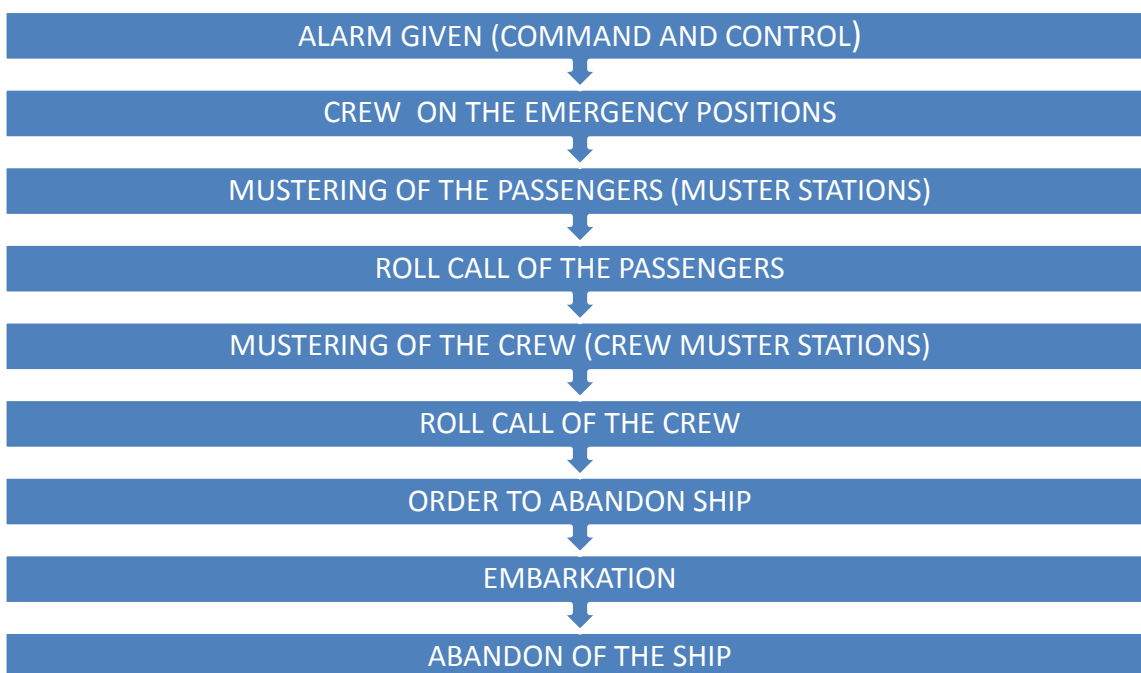 ALARM GIVEN (COMMAND AND CONTROL)
CREW ON THE EMERGENCY POSITIONS
MUSTERING OF THE PASSENGERS (MUSTER STATIONS)
ROLL CALL OF THE PASSENGERS
MUSTERING OF THE CREW (CREW MUSTER STATIONS)
ROLL CALL OF THE CREW
ORDER TO ABANDON SHIP
EMBARKATION
ABANDON OF THE SHIP